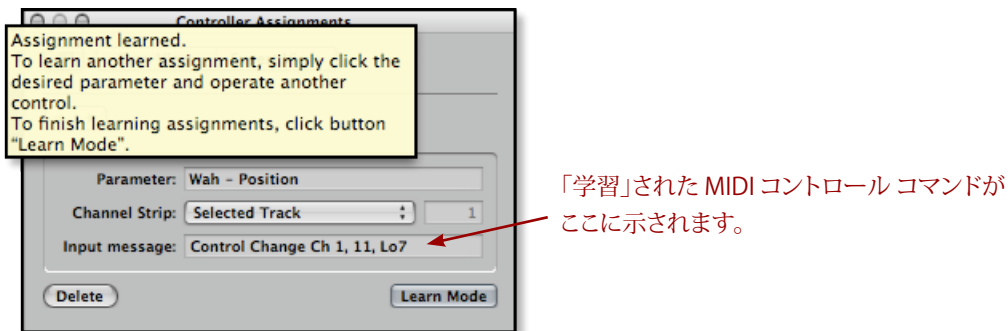 Controller Assignments
Assignment learned.
To learn another assignment, simply click the
desired parameter and operate another
control.
To finish learning assignments, click button
"Learn Mode".
Parameter: Wah – Position
Channel Strip: Selected Track 1
Input message: Control Change Ch 1, 11, Lo7
Delete Learn Mode
「学習」された MIDI コントロール コマンドが
ここに示されます。